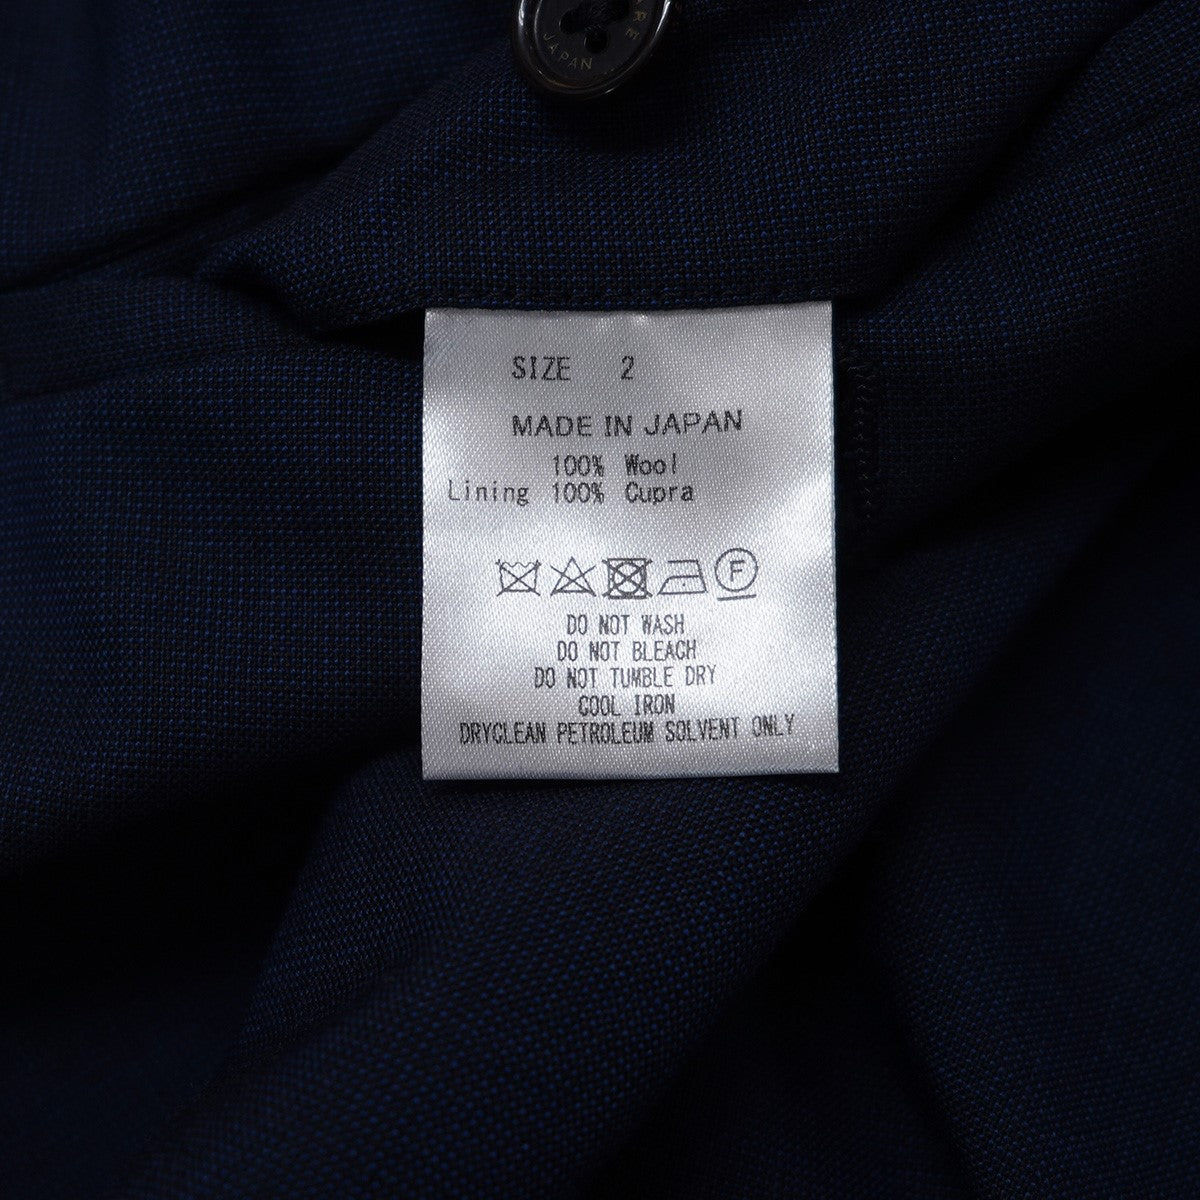 JAPAN
SIZE 2
MADE IN JAPAN
100% Wool
Lining 100% Cupra
F
DO NOT WASH
DO NOT BLEACH
DO NOT TUMBLE DRY
COOL IRON
DRYCLEAN PETROLEUM SOLVENT ONLY